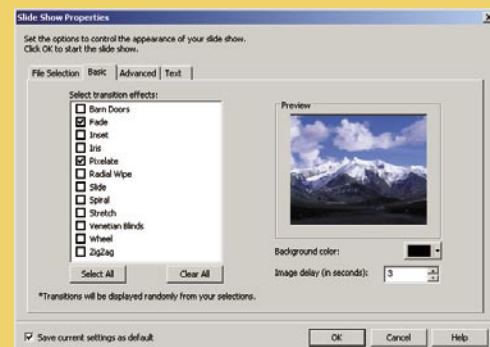 Slide Show Properties
Set the options to control the appearance of your slide show.
Click OK to start the slide show.
File Selection Basic Advanced Text
Select transition effects:
Barn Doors
Fade
Inset
Iris
Pixelate
Radial Wipe
Slide
Spiral
Stretch
Venetian Blinds
Wheel
ZigZag
Select All Clear All
*Transitions will be displayed randomly from your selections.
Preview
Background color:
Image delay (in seconds): 3
Save current settings as default
OK Cancel Help